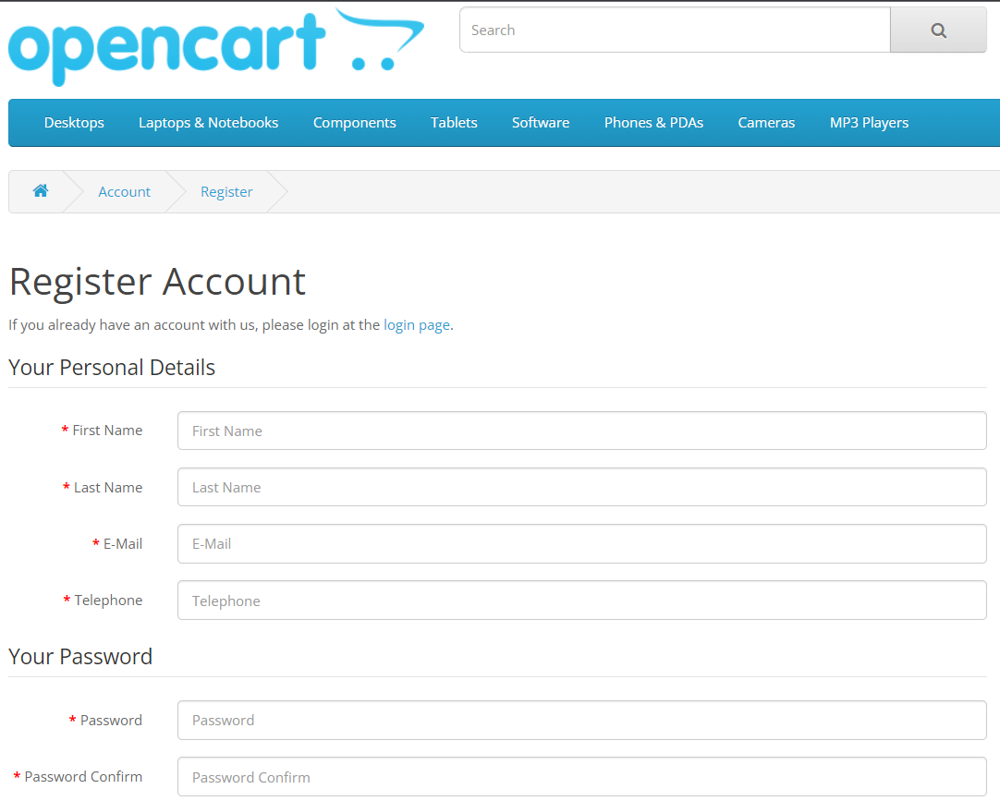 opencart
Search
Desktops Laptops & Notebooks Components Tablets Software Phones & PDAs Cameras MP3 Players
Account Register
Register Account
If you already have an account with us, please login at the login page.
Your Personal Details
* First Name First Name
* Last Name Last Name
* E-Mail E-Mail
* Telephone Telephone
Your Password
* Password Password
* Password Confirm Password Confirm